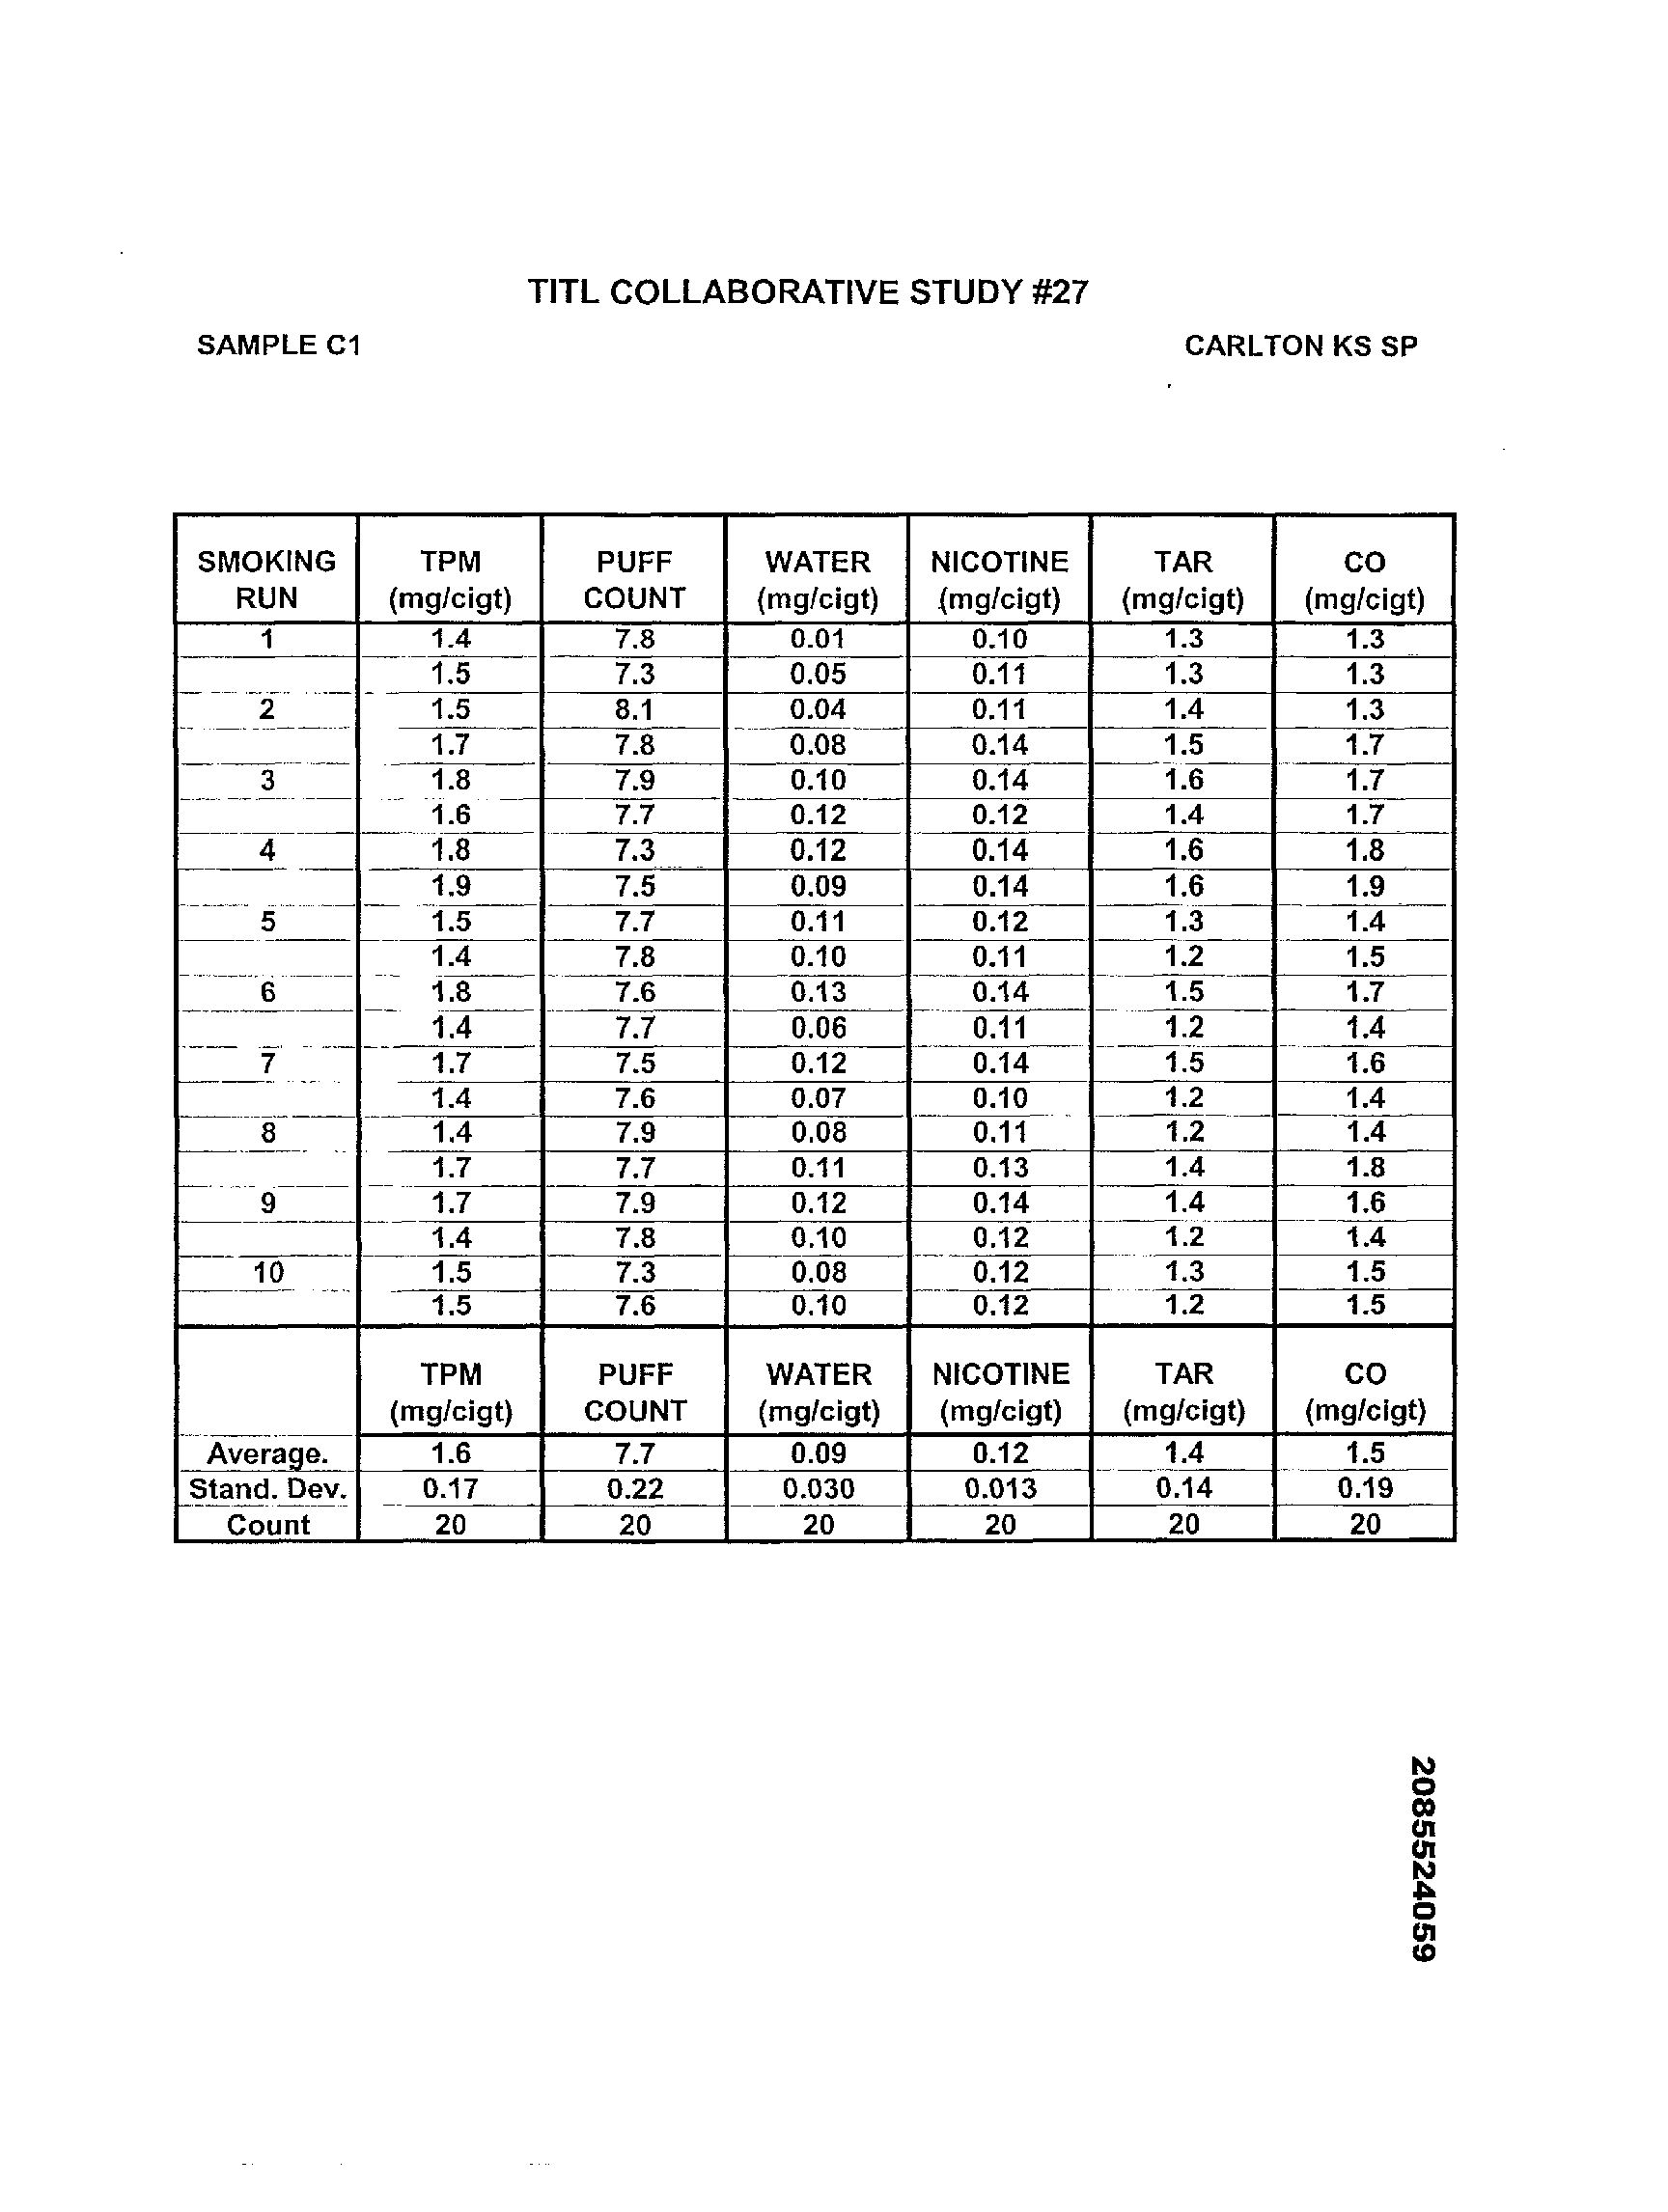 TITL COLLABORATIVE STUDY #27
SAMPLE C1 CARLTON KS SP
SMOKING TPM PUFF WATER NICOTINE TAR CO
RUN (mg/cigt) COUNT (mg/cigt) (mg/cigt) (mg/cigt) (mg/cigt)
1 1.4 7.8 0.01 0.10 1.3 1.3
1.5 7.3 0.05 0.11 1.3 1.3
2 1.5 8.1 0.04 0.11 1.4 1.3
1.7 7.8 0.08 0.14 1.5 1.7
3 1.8 7.9 0.10 0.14 1.6 1.7
1.6 7.7 0.12 0.12 1.4 1.7
4 1.8 7.3 0.12 0.14 1.6 1.8
1.9 7.5 0.09 0.14 1.6 1.9
5 1.5 7.7 0.11 0.12 1.3 1.4
1.4 7.8 0.10 0.11 1.2 1.5
6 1.8 7.6 0.13 0.14 1.5 1.7
1.4 7.7 0.06 0.11 1.2 1.4
7 1.7 7.5 0.12 0.14 1.5 1.6
1.4 7.6 0.07 0.10 1.2 1.4
8 1.4 7.9 0.08 0.11 1.2 1.4
1.7 7.7 0.11 0.13 1.4 1.8
9 1.7 7.9 0.12 0.14 1.4 1.6
1.4 7.8 0.10 0.12 1.2 1.4
10 1.5 7.3 0.08 0.12 1.3 1.5
1.5 7.6 0.10 0.12 1.2 1.5
TPM PUFF WATER NICOTINE TAR CO
(mg/cigt) COUNT (mg/cigt) (mg/cigt) (mg/cigt) (mg/cigt)
Average. 1.6 7.7 0.09 0.12 1.4 1.5
Stand. Dev. 0.17 0.22 0.030 0.013 0.14 0.19
Count 20 20 20 20 20 20
2085524059